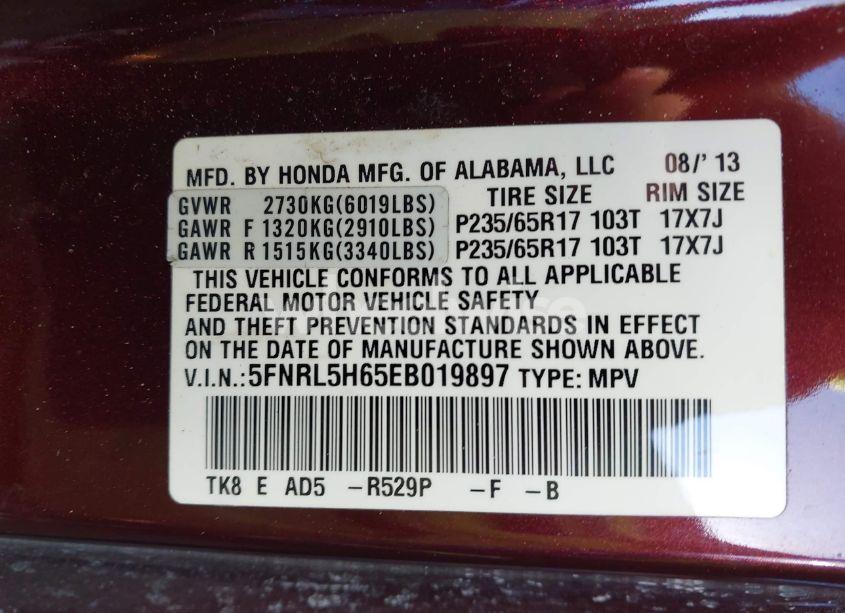 MFD. BY HONDA MFG. OF ALABAMA, LLC 08/' 13
TIRE SIZE RIM SIZE
GVWR 2730KG(6019LBS)
GAWR F 1320KG(2910LBS) P235/65R17 103T 17X7J
GAWR R 1515KG(3340LBS) P235/65R17 103T 17X7J
THIS VEHICLE CONFORMS TO ALL APPLICABLE
FEDERAL MOTOR VEHICLE SAFETY
AND THEFT PREVENTION STANDARDS IN EFFECT
ON THE DATE OF MANUFACTURE SHOWN ABOVE.
V.I.N.:5FNRL5H65EB019897 TYPE: MPV
TK8 E AD5 -R529P -F -B